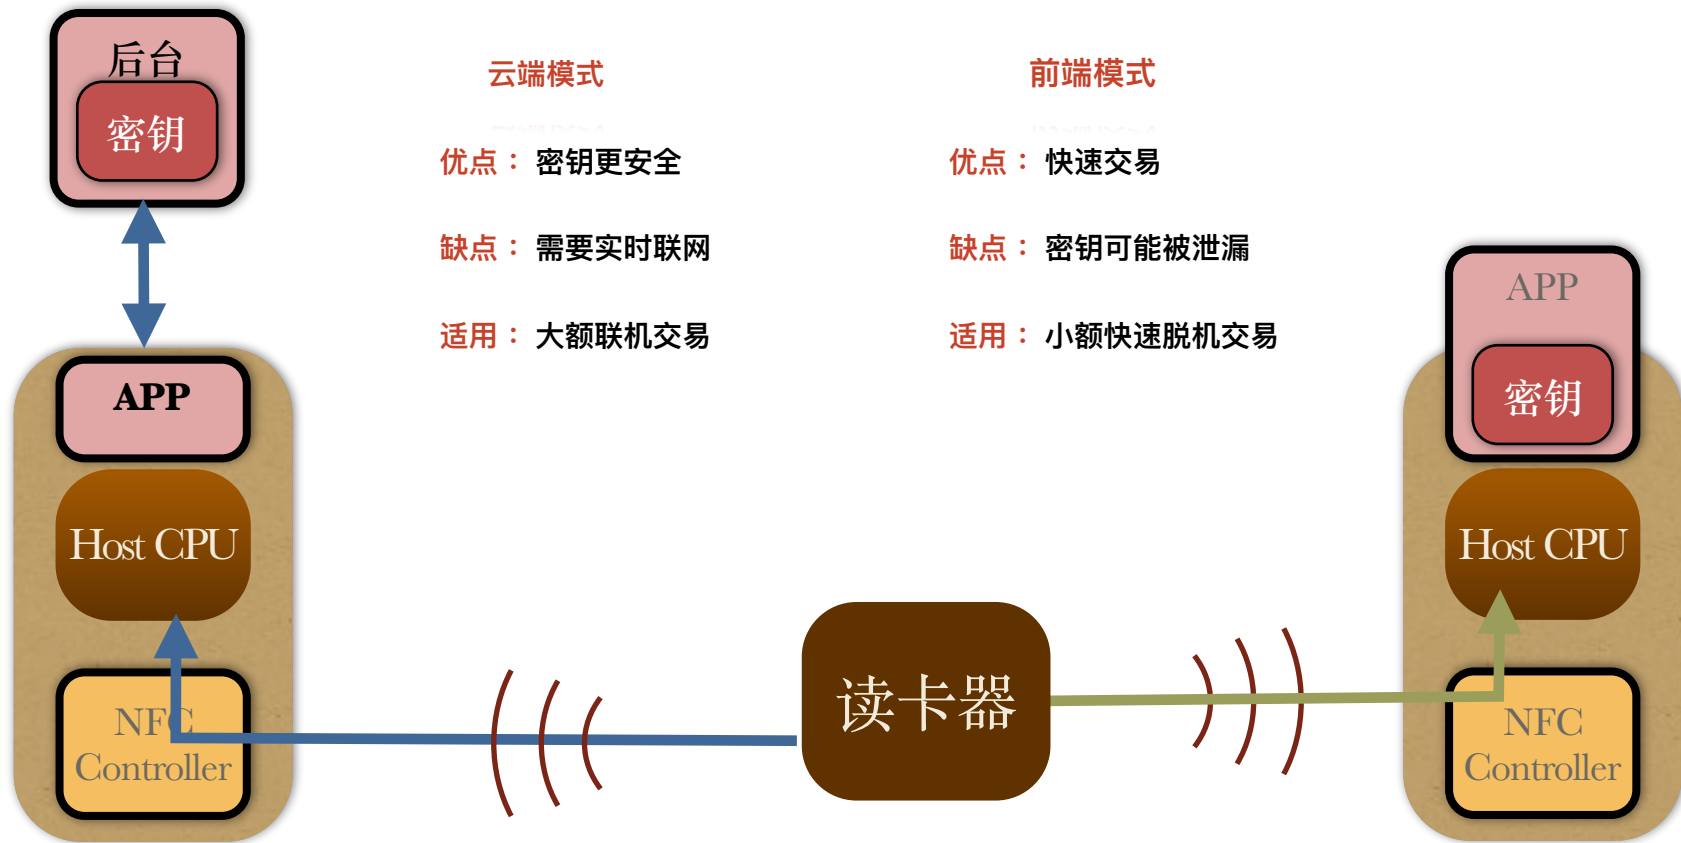 后台
密钥
APP
Host CPU
NFC
Controller
云端模式
优点： 密钥更安全
缺点： 需要实时联网
适用： 大额联机交易
前端模式
优点： 快速交易
缺点： 密钥可能被泄漏
适用： 小额快速脱机交易
读卡器
APP
密钥
Host CPU
NFC
Controller